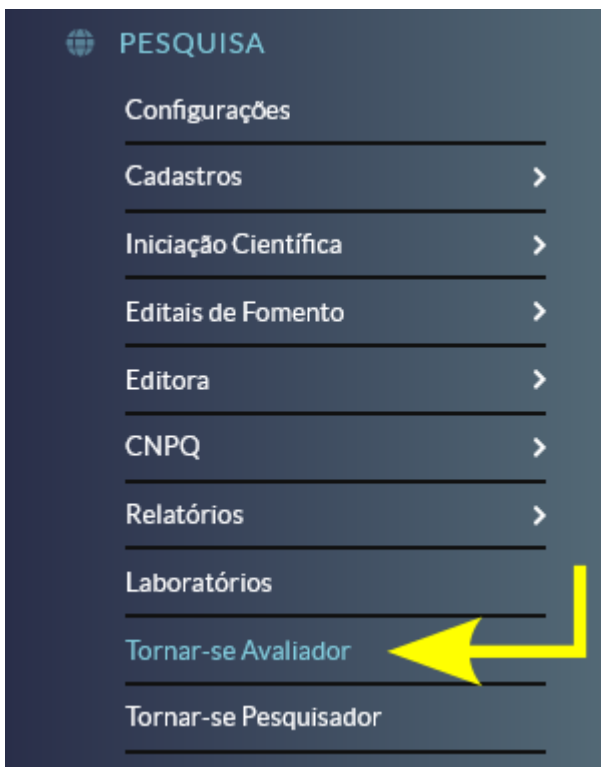 PESQUISA
Configurações
Cadastros
Iniciação Científica
Editais de Fomento
Editora
CNPQ
Relatórios
Laboratórios
Tornar-se Avaliador
Tornar-se Pesquisador